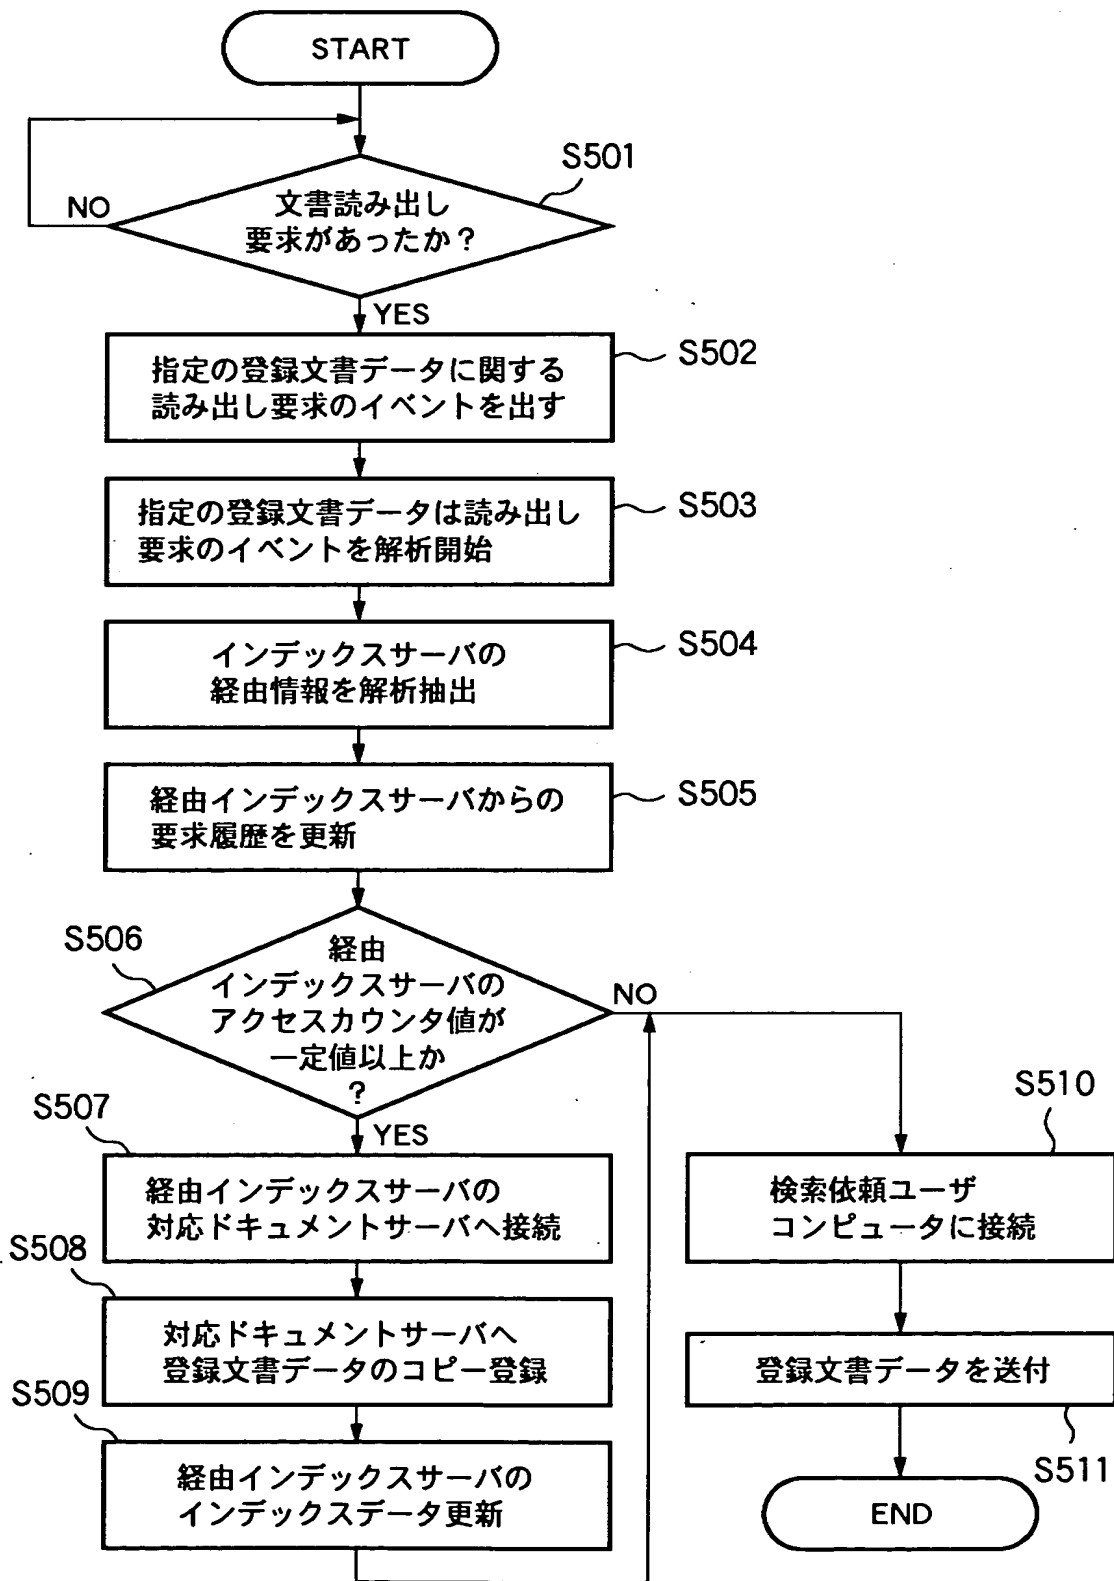 START
S501
文書読み出し
要求があったか？
NO
YES
S502
指定の登録文書データに関する
読み出し要求のイベントを出す
S503
指定の登録文書データは読み出し
要求のイベントを解析開始
S504
インデックスサーバの
経由情報を解析抽出
S505
経由インデックスサーバからの
要求履歴を更新
S506
経由
インデックスサーバの
アクセスカウンタ値が
一定値以上か
？
NO
YES
S507
経由インデックスサーバの
対応ドキュメントサーバへ接続
S508
対応ドキュメントサーバへ
登録文書データのコピー登録
S509
経由インデックスサーバの
インデックスデータ更新
S510
検索依頼ユーザ
コンピュータに接続
登録文書データを送付
S511
END